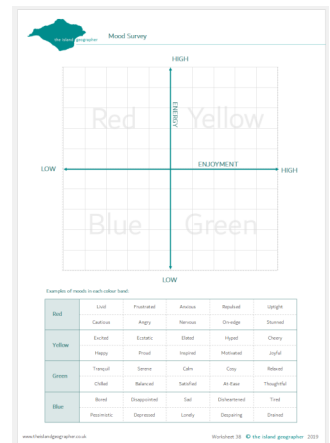 the island geographer
Mood Survey
HIGH
Red Yellow
ENERGY
LOW ENJOYMENT HIGH
Blue Green
LOW
Examples of moods in each colour band:
Red
Livid Frustrated Anxious Repulsed Uptight
Cautious Angry Nervous On-edge Stunned
Yellow
Excited Ecstatic Elated Hyped Cheery
Happy Proud Inspired Motivated Joyful
Green
Tranquil Serene Calm Cosy Relaxed
Chilled Balanced Satisfied At-Ease Thoughtful
Blue
Bored Disappointed Sad Disheartened Tired
Pessimistic Depressed Lonely Despairing Drained
www.theislandgeographer.co.uk Worksheet 38 © the island geographer. 2020